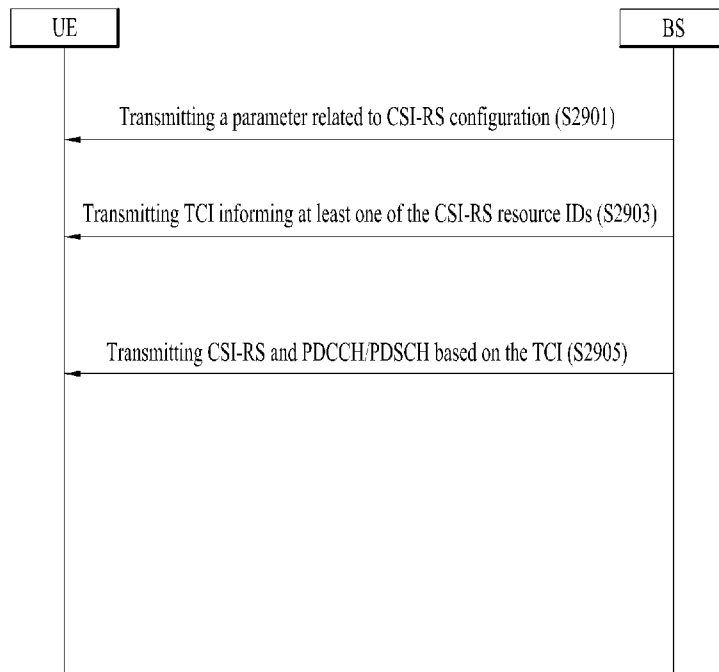 UE
BS
Transmitting a parameter related to CSI-RS configuration (S2901)
Transmitting TCI informing at least one of the CSI-RS resource IDs (S2903)
Transmitting CSI-RS and PDCCH/PDSCH based on the TCI (S2905)